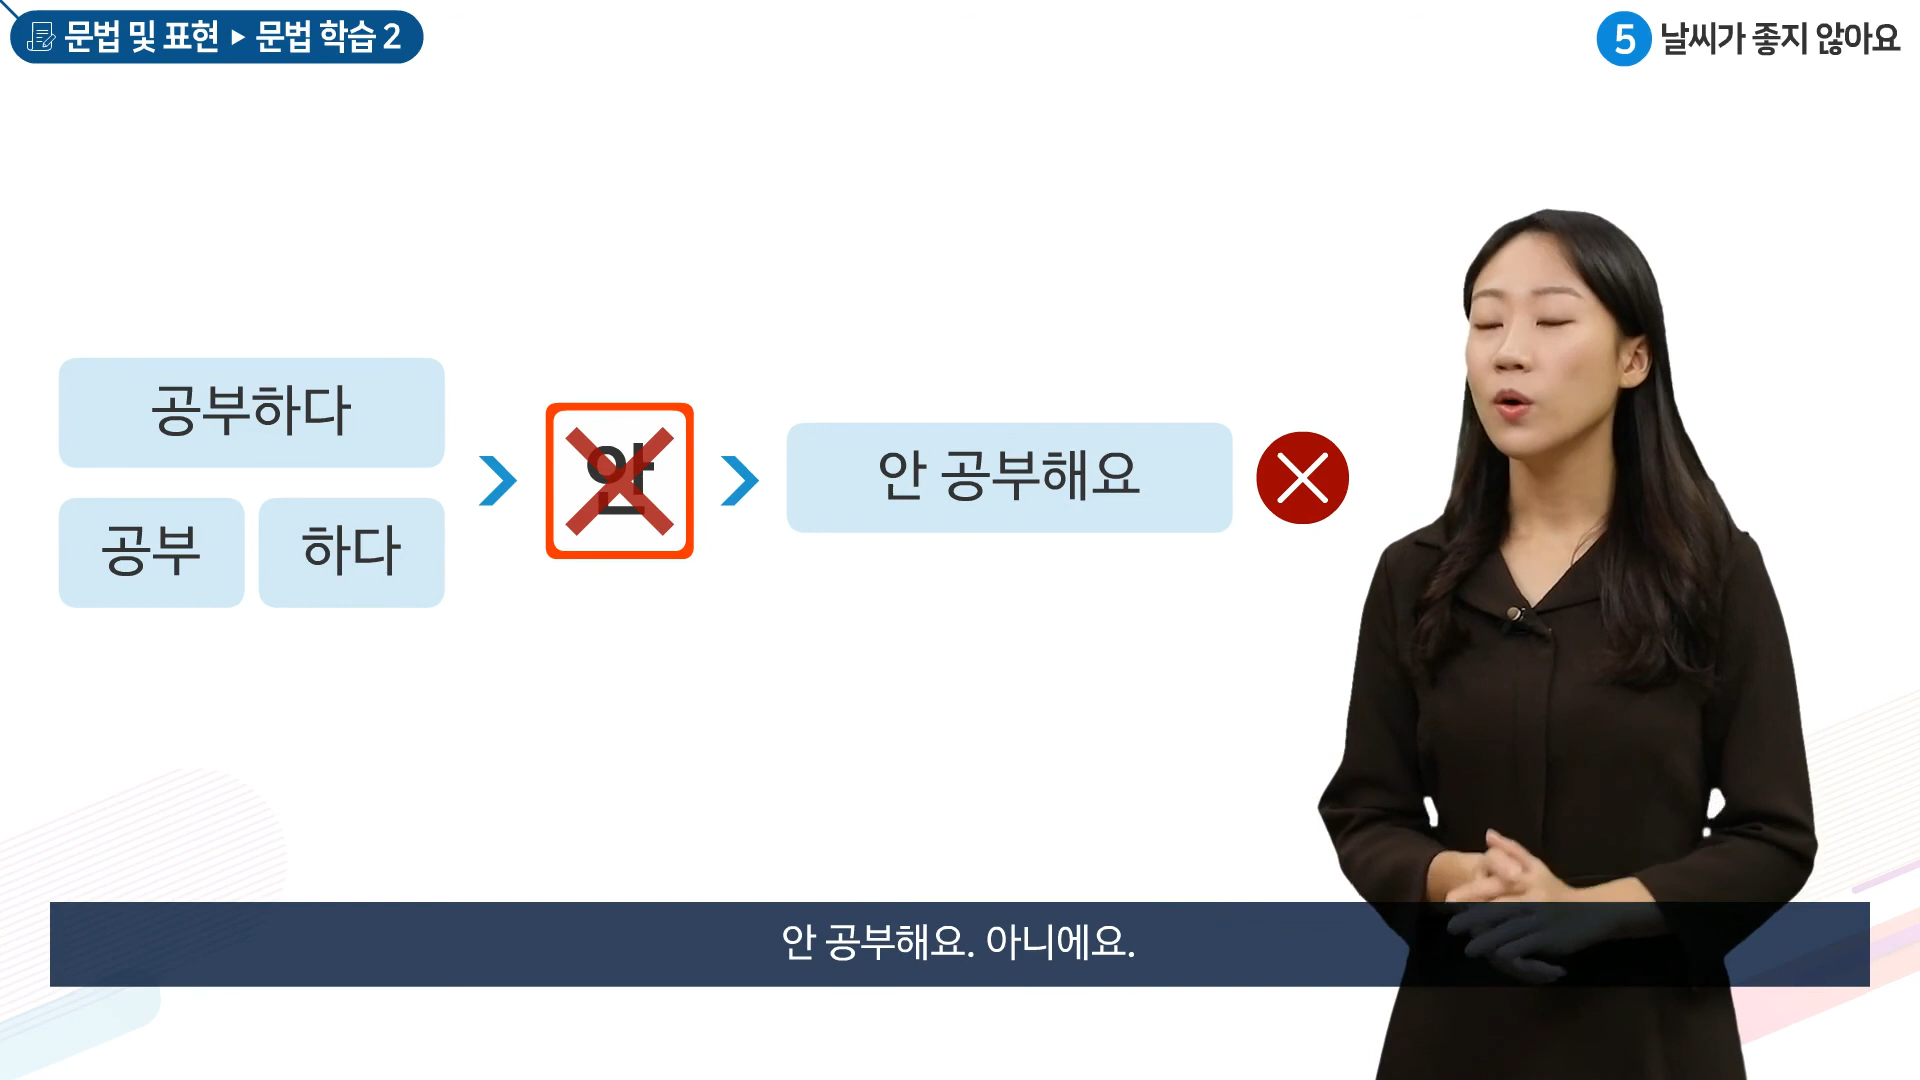 문법 및 표현 ▶ 문법 학습 2
5 날씨가 좋지 않아요
공부하다
공부 하다
안
안 공부해요
안 공부해요. 아니에요.